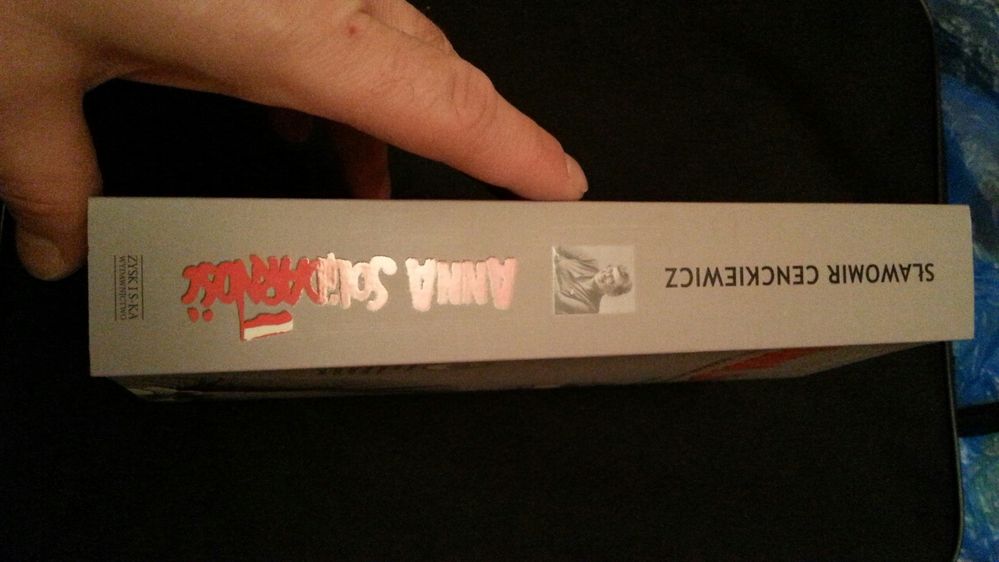 SŁAWOMIR CENCKIEWICZ
ANNA SOLIDARNOŚĆ
ZYSK I S-KA
WYDAWNICTWO